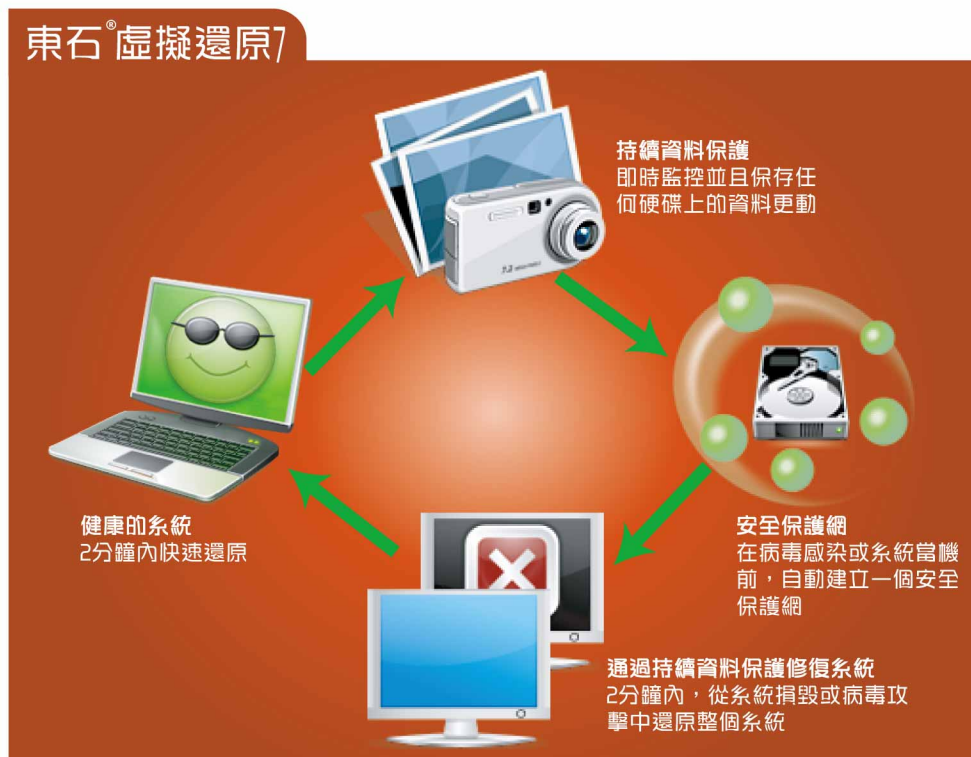 東石®虛擬還原7
持續資料保護
即時監控並且保存任
何硬碟上的資料更動
安全保護網
在病毒感染或系統當機
前，自動建立一個安全
保護網
健康的系統
2分鐘內快速還原
通過持續資料保護修復系統
2分鐘內，從系統損毀或病毒攻
擊中還原整個系統